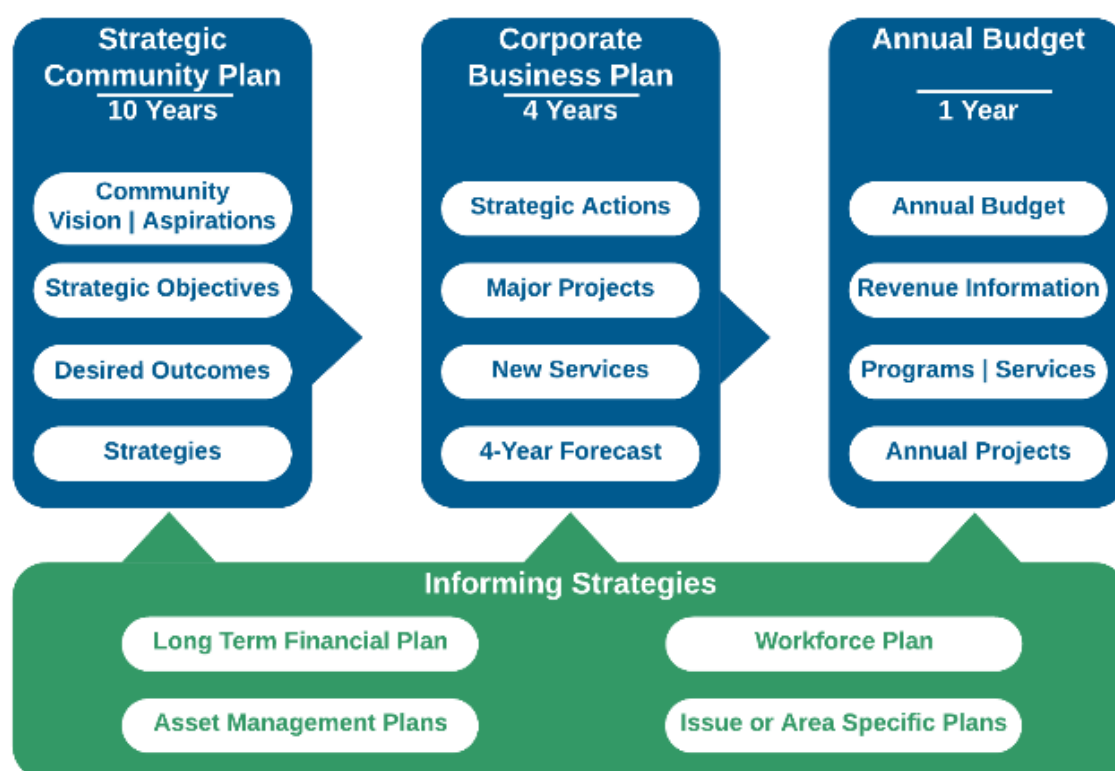 Strategic
Community Plan
10 Years
Community
Vision | Aspirations
Strategic Objectives
Desired Outcomes
Strategies
Corporate
Business Plan
4 Years
Strategic Actions
Major Projects
New Services
4-Year Forecast
Annual Budget
1 Year
Annual Budget
Revenue Information
Programs | Services
Annual Projects
Informing Strategies
Long Term Financial Plan
Workforce Plan
Asset Management Plans
Issue or Area Specific Plans